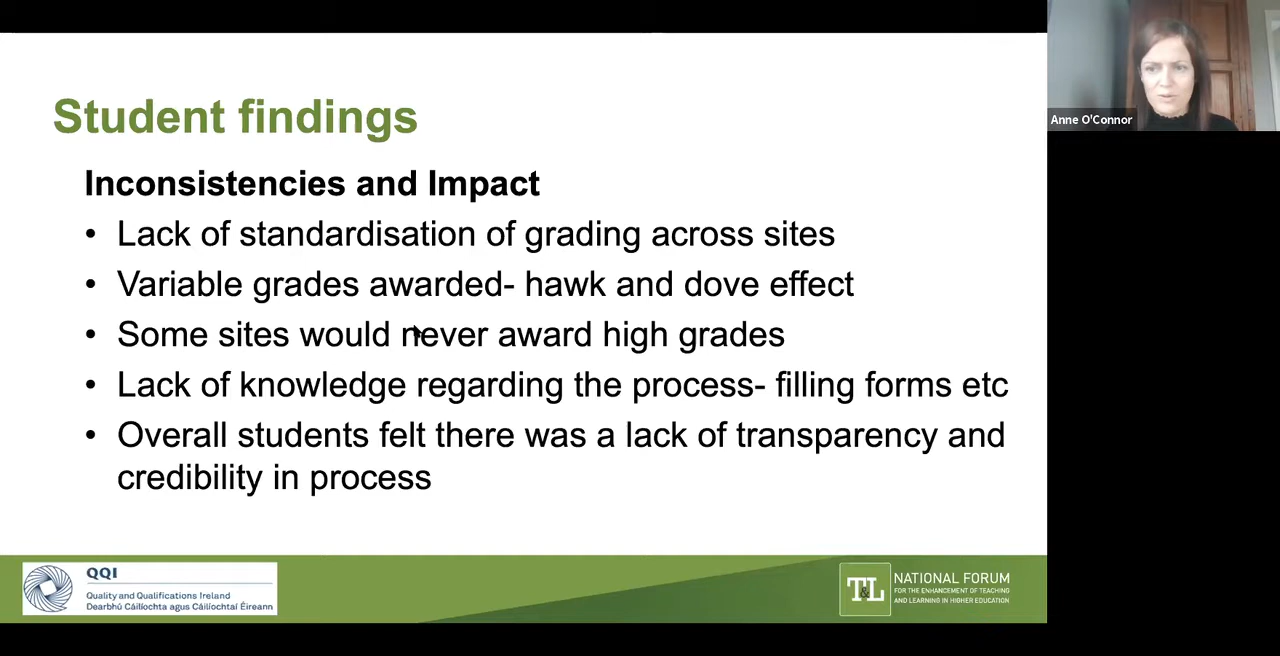 Student findings
Inconsistencies and Impact
• Lack of standardisation of grading across sites
• Variable grades awarded- hawk and dove effect
• Some sites would never award high grades
• Lack of knowledge regarding the process- filling forms etc
• Overall students felt there was a lack of transparency and
credibility in process
Anne O'Connor
QQI
Quality and Qualifications Ireland
Dearbhú Cáilíochta agus Cáilíochtaí Éireann
T&L
NATIONAL FORUM
FOR THE ENHANCEMENT OF TEACHING
AND LEARNING IN HIGHER EDUCATION